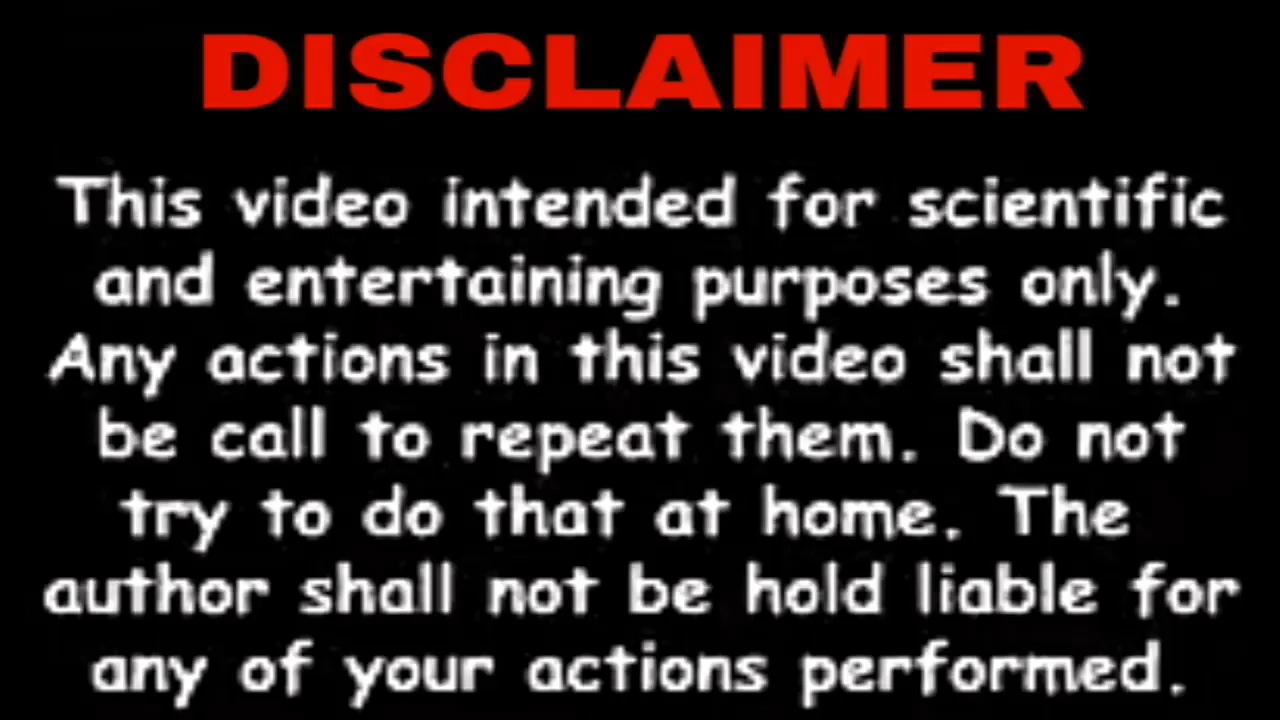 DISCLAIMER
This video intended for scientific
and entertaining purposes only.
Any actions in this video shall not
be call to repeat them. Do not
try to do that at home. The
author shall not be hold liable for
any of your actions performed.